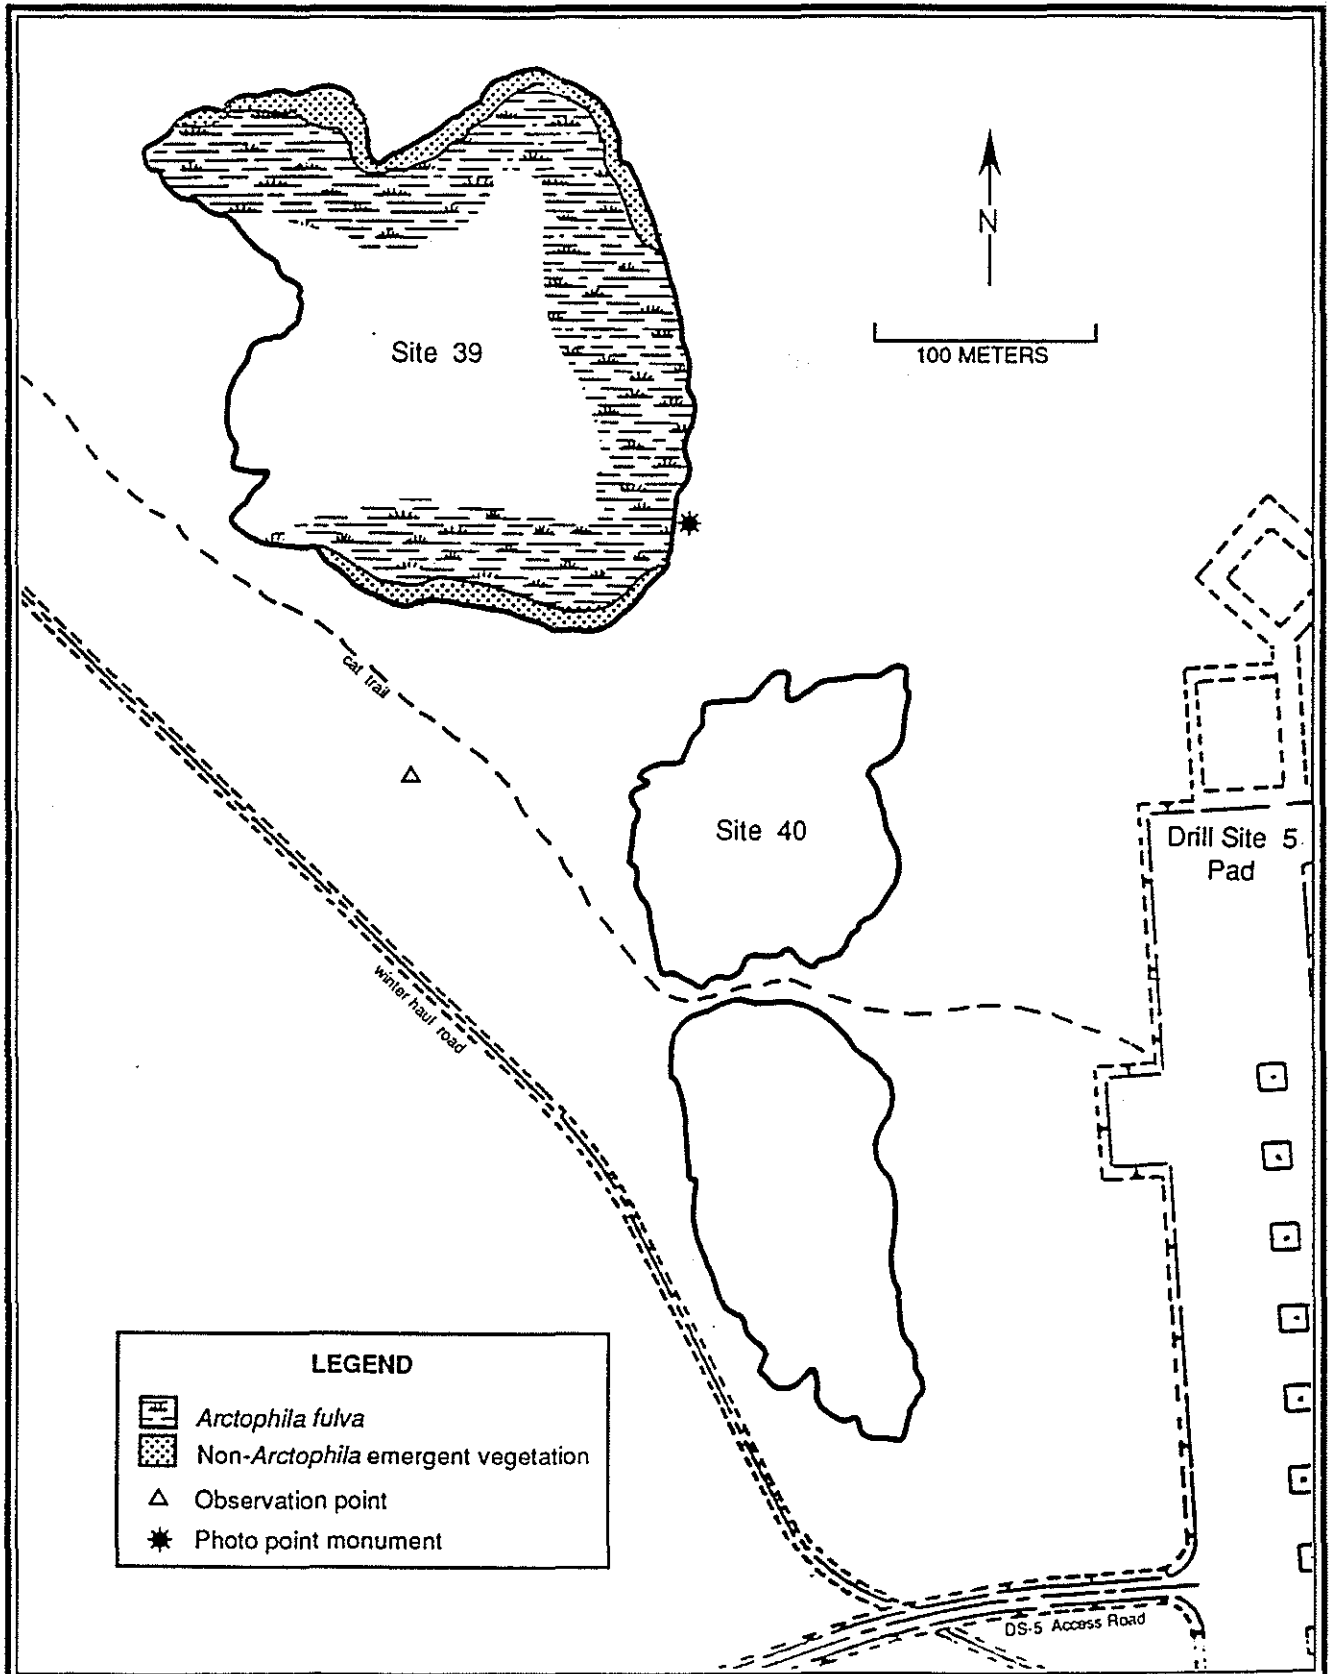 N
100 METERS
Site 39
cat trail
Site 40
Drill Site 5
Pad
winter haul road
LEGEND
Arctophila fulva
Non-Arctophila emergent vegetation
Observation point
Photo point monument
DS-5 Access Road